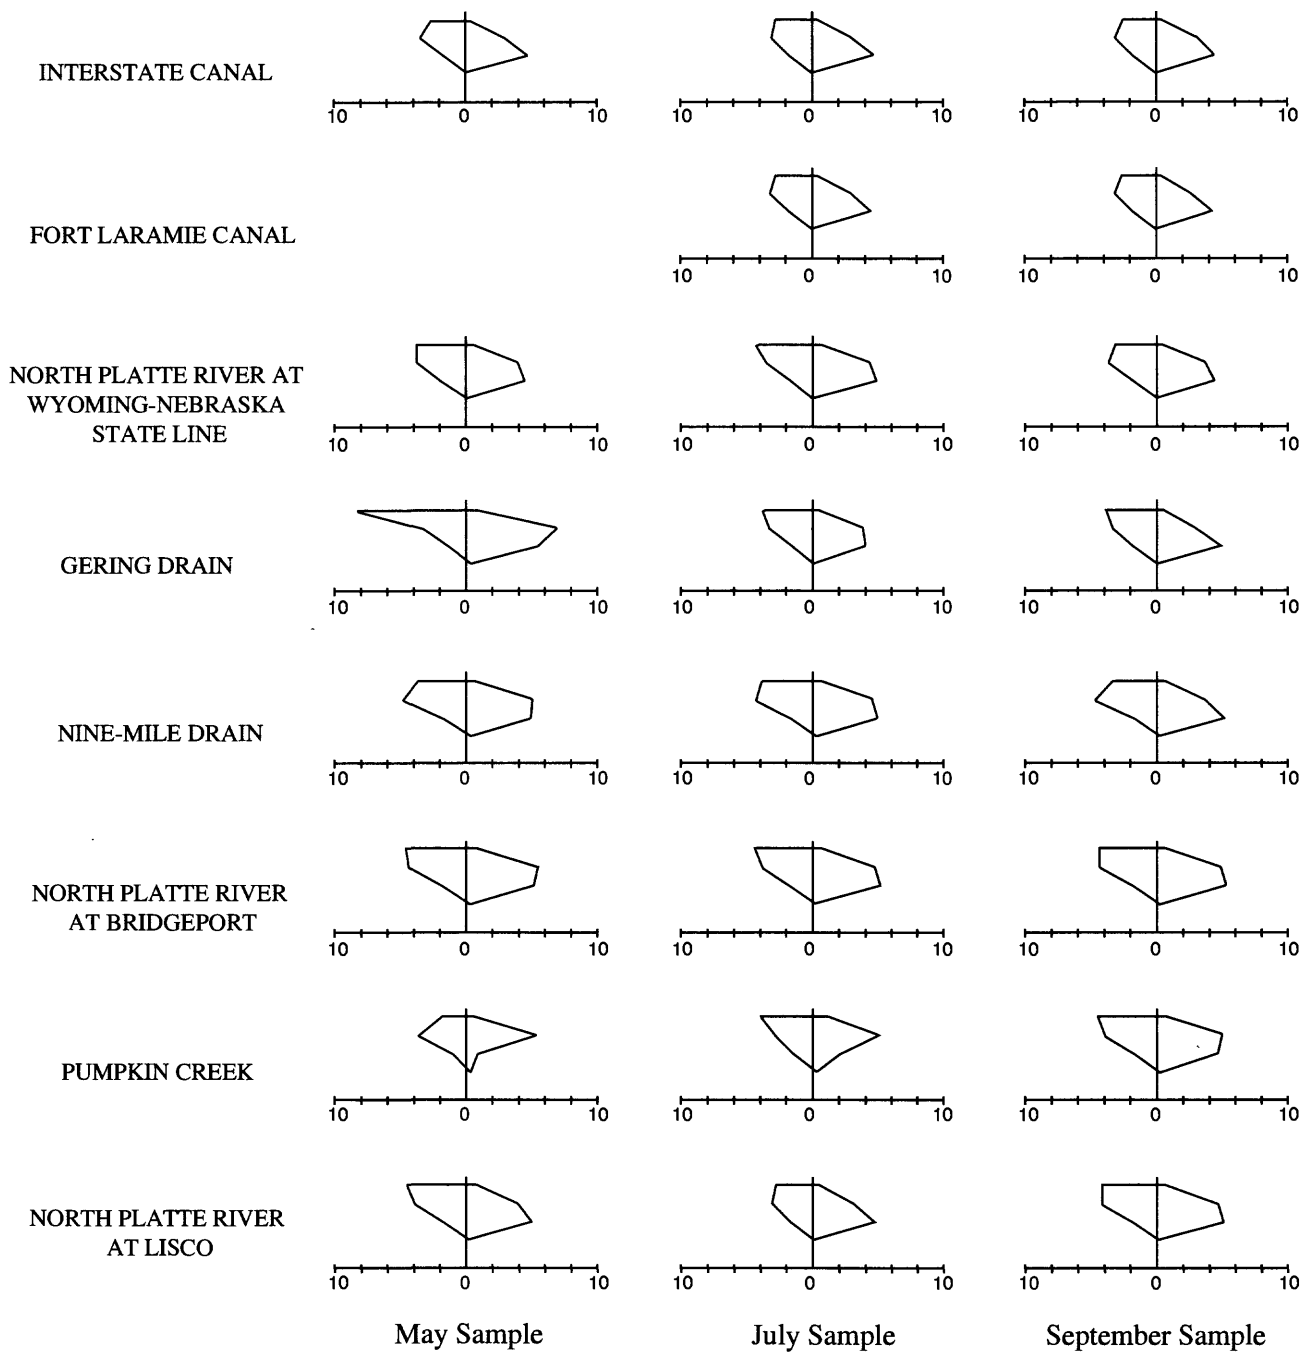 INTERSTATE CANAL
10 0 10
10 0 10
10 0 10
FORT LARAMIE CANAL
10 0 10
10 0 10
NORTH PLATTE RIVER AT
WYOMING-NEBRASKA
STATE LINE
10 0 10
10 0 10
10 0 10
GERING DRAIN
10 0 10
10 0 10
10 0 10
NINE-MILE DRAIN
10 0 10
10 0 10
10 0 10
NORTH PLATTE RIVER
AT BRIDGEPORT
10 0 10
10 0 10
10 0 10
PUMPKIN CREEK
10 0 10
10 0 10
10 0 10
NORTH PLATTE RIVER
AT LISCO
10 0 10
10 0 10
10 0 10
May Sample
July Sample
September Sample